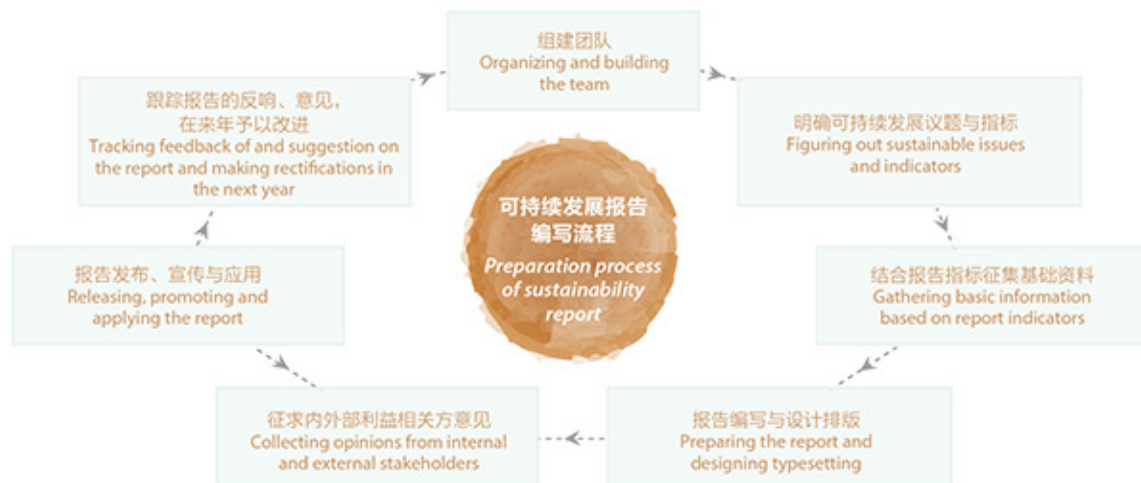 组建团队
Organizing and building
the team
明确可持续发展议题与指标
Figuring out sustainable issues
and indicators
结合报告指标征集基础资料
Gathering basic information
based on report indicators
报告编写与设计排版
Preparing the report and
designing typesetting
征求内外部利益相关方意见
Collecting opinions from internal
and external stakeholders
报告发布、宣传与应用
Releasing, promoting and
applying the report
跟踪报告的反响、意见，
在来年予以改进
Tracking feedback of and suggestion on
the report and making rectifications in
the next year
可持续发展报告
编写流程
Preparation process
of sustainability
report